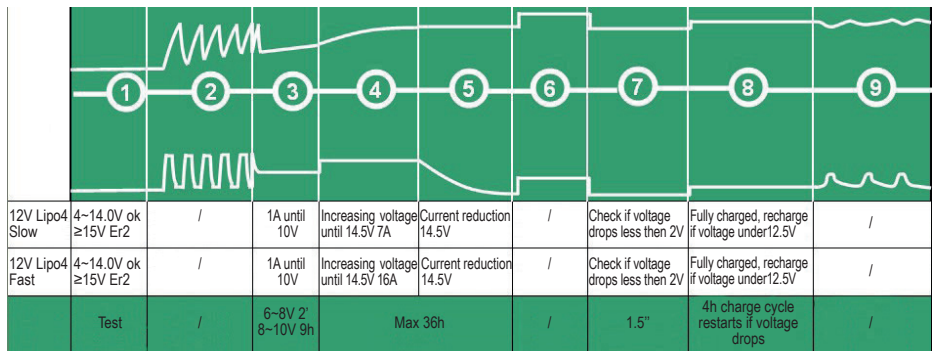 1 2 3 4 5 6 7 8 9
12V Lipo4 4~14.0V ok / 1A until Increasing voltage Current reduction / Check if voltage Fully charged, recharge /
Slow ≥15V Er2 10V until 14.5V 7A 14.5V drops less then 2V if voltage under12.5V
12V Lipo4 4~14.0V ok / 1A until Increasing voltage Current reduction / Check if voltage Fully charged, recharge /
Fast ≥15V Er2 10V until 14.5V 16A 14.5V drops less then 2V if voltage under12.5V
Test / 6~8V 2' Max 36h / 1.5" 4h charge cycle /
8~10V 9h restarts if voltage
drops